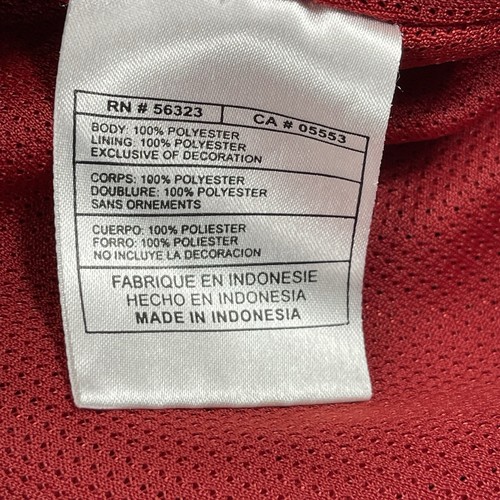 RN # 56323 CA # 05553
BODY: 100% POLYESTER
LINING: 100% POLYESTER
EXCLUSIVE OF DECORATION
CORPS: 100% POLYESTER
DOUBLURE: 100% POLYESTER
SANS ORNEMENTS
CUERPO: 100% POLIESTER
FORRO: 100% POLIESTER
NO INCLUYE LA DECORACION
FABRIQUE EN INDONESIE
HECHO EN INDONESIA
MADE IN INDONESIA